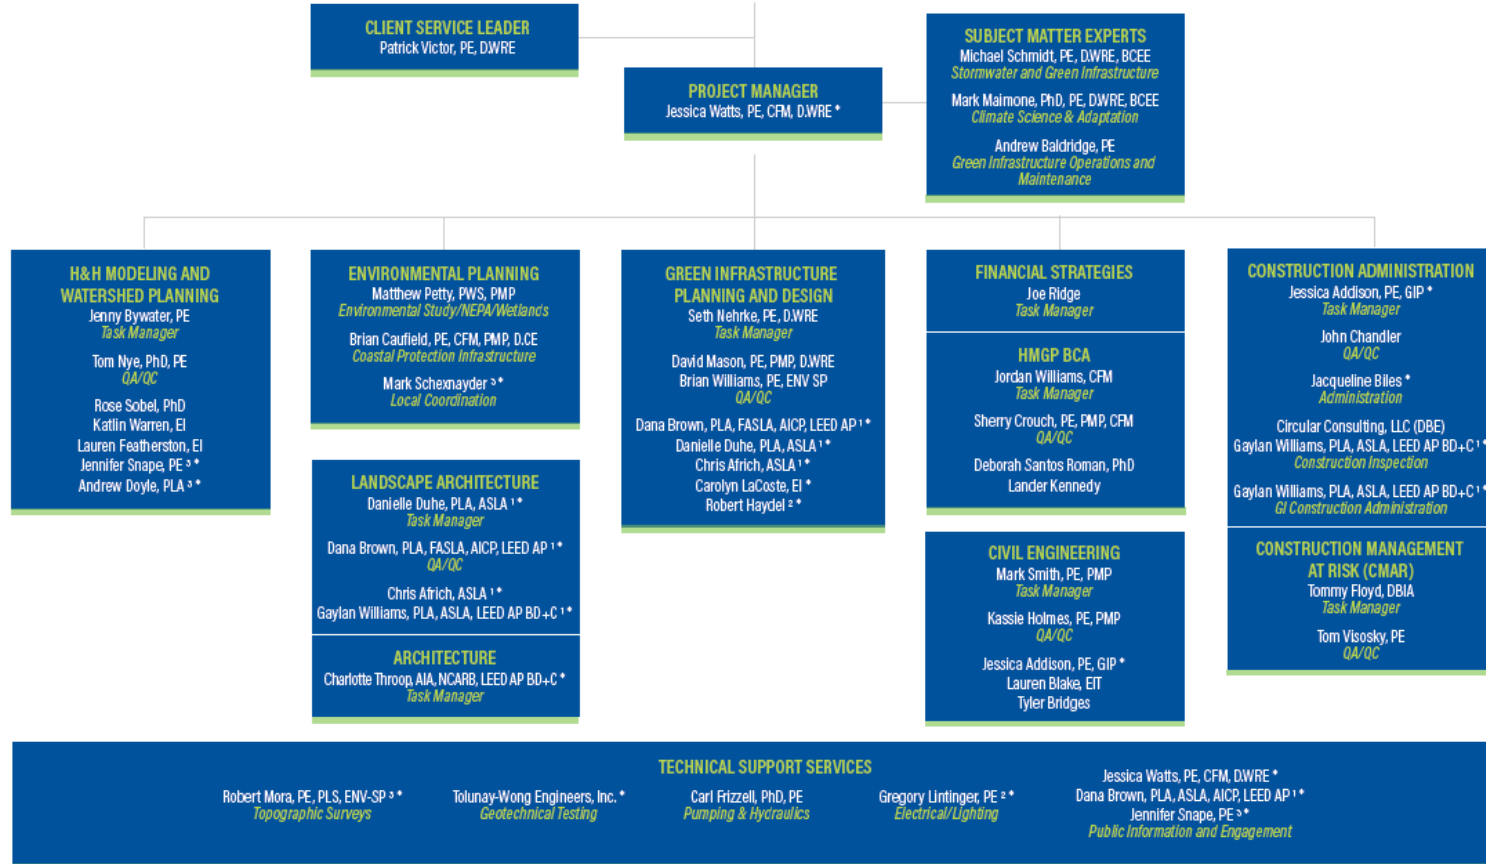 CLIENT SERVICE LEADER
Patrick Victor, PE, D.WRE
PROJECT MANAGER
Jessica Watts, PE, CFM, D.WRE *
SUBJECT MATTER EXPERTS
Michael Schmidt, PE, D.WRE, BCEE
Stormwater and Green Infrastructure
Mark Maimone, PhD, PE, D.WRE, BCEE
Climate Science & Adaptation
Andrew Baldridge, PE
Green Infrastructure Operations and
Maintenance
H&H MODELING AND
WATERSHED PLANNING
Jenny Bywater, PE
Task Manager
Tom Nye, PhD, PE
QA/QC
Rose Sobel, PhD
Katlin Warren, EI
Lauren Featherston, EI
Jennifer Snape, PE ³ *
Andrew Doyle, PLA ³ *
ENVIRONMENTAL PLANNING
Matthew Petty, PWS, PMP
Environmental Study/NEPA/Wetlands
Brian Caufield, PE, CFM, PMP, D.CE
Coastal Protection Infrastructure
Mark Schexnayder ³ *
Local Coordination
LANDSCAPE ARCHITECTURE
Danielle Duhe, PLA, ASLA ¹ *
Task Manager
Dana Brown, PLA, FASLA, AICP, LEED AP ¹ *
QA/QC
Chris Africh, ASLA ¹ *
Gaylan Williams, PLA, ASLA, LEED AP BD+C ¹ *
ARCHITECTURE
Charlotte Throop, AIA, NCARB, LEED AP BD+C *
Task Manager
GREEN INFRASTRUCTURE
PLANNING AND DESIGN
Seth Nehrke, PE, D.WRE
Task Manager
David Mason, PE, PMP, D.WRE
Brian Williams, PE, ENV SP
QA/QC
Dana Brown, PLA, FASLA, AICP, LEED AP ¹ *
Danielle Duhe, PLA, ASLA ¹ *
Chris Africh, ASLA ¹ *
Carolyn LaCoste, EI *
Robert Haydel ² *
FINANCIAL STRATEGIES
Joe Ridge
Task Manager
HMGP BCA
Jordan Williams, CFM
Task Manager
Sherry Crouch, PE, PMP, CFM
QA/QC
Deborah Santos Roman, PhD
Lander Kennedy
CIVIL ENGINEERING
Mark Smith, PE, PMP
Task Manager
Kassie Holmes, PE, PMP
QA/QC
Jessica Addison, PE, GIP *
Lauren Blake, EIT
Tyler Bridges
CONSTRUCTION ADMINISTRATION
Jessica Addison, PE, GIP *
Task Manager
John Chandler
QA/QC
Jacqueline Biles *
Administration
Circular Consulting, LLC (DBE)
Gaylan Williams, PLA, ASLA, LEED AP BD+C ¹ *
Construction Inspection
Gaylan Williams, PLA, ASLA, LEED AP BD+C ¹ *
GI Construction Administration
CONSTRUCTION MANAGEMENT
AT RISK (CMAR)
Tommy Floyd, DBIA
Task Manager
Tom Visosky, PE
QA/QC
TECHNICAL SUPPORT SERVICES
Robert Mora, PE, PLS, ENV-SP ³ *
Topographic Surveys
Tolunay-Wong Engineers, Inc. *
Geotechnical Testing
Carl Frizzell, PhD, PE
Pumping & Hydraulics
Gregory Lintinger, PE ² *
Electrical/Lighting
Jessica Watts, PE, CFM, D.WRE *
Dana Brown, PLA, ASLA, AICP, LEED AP ¹ *
Jennifer Snape, PE ³ *
Public Information and Engagement